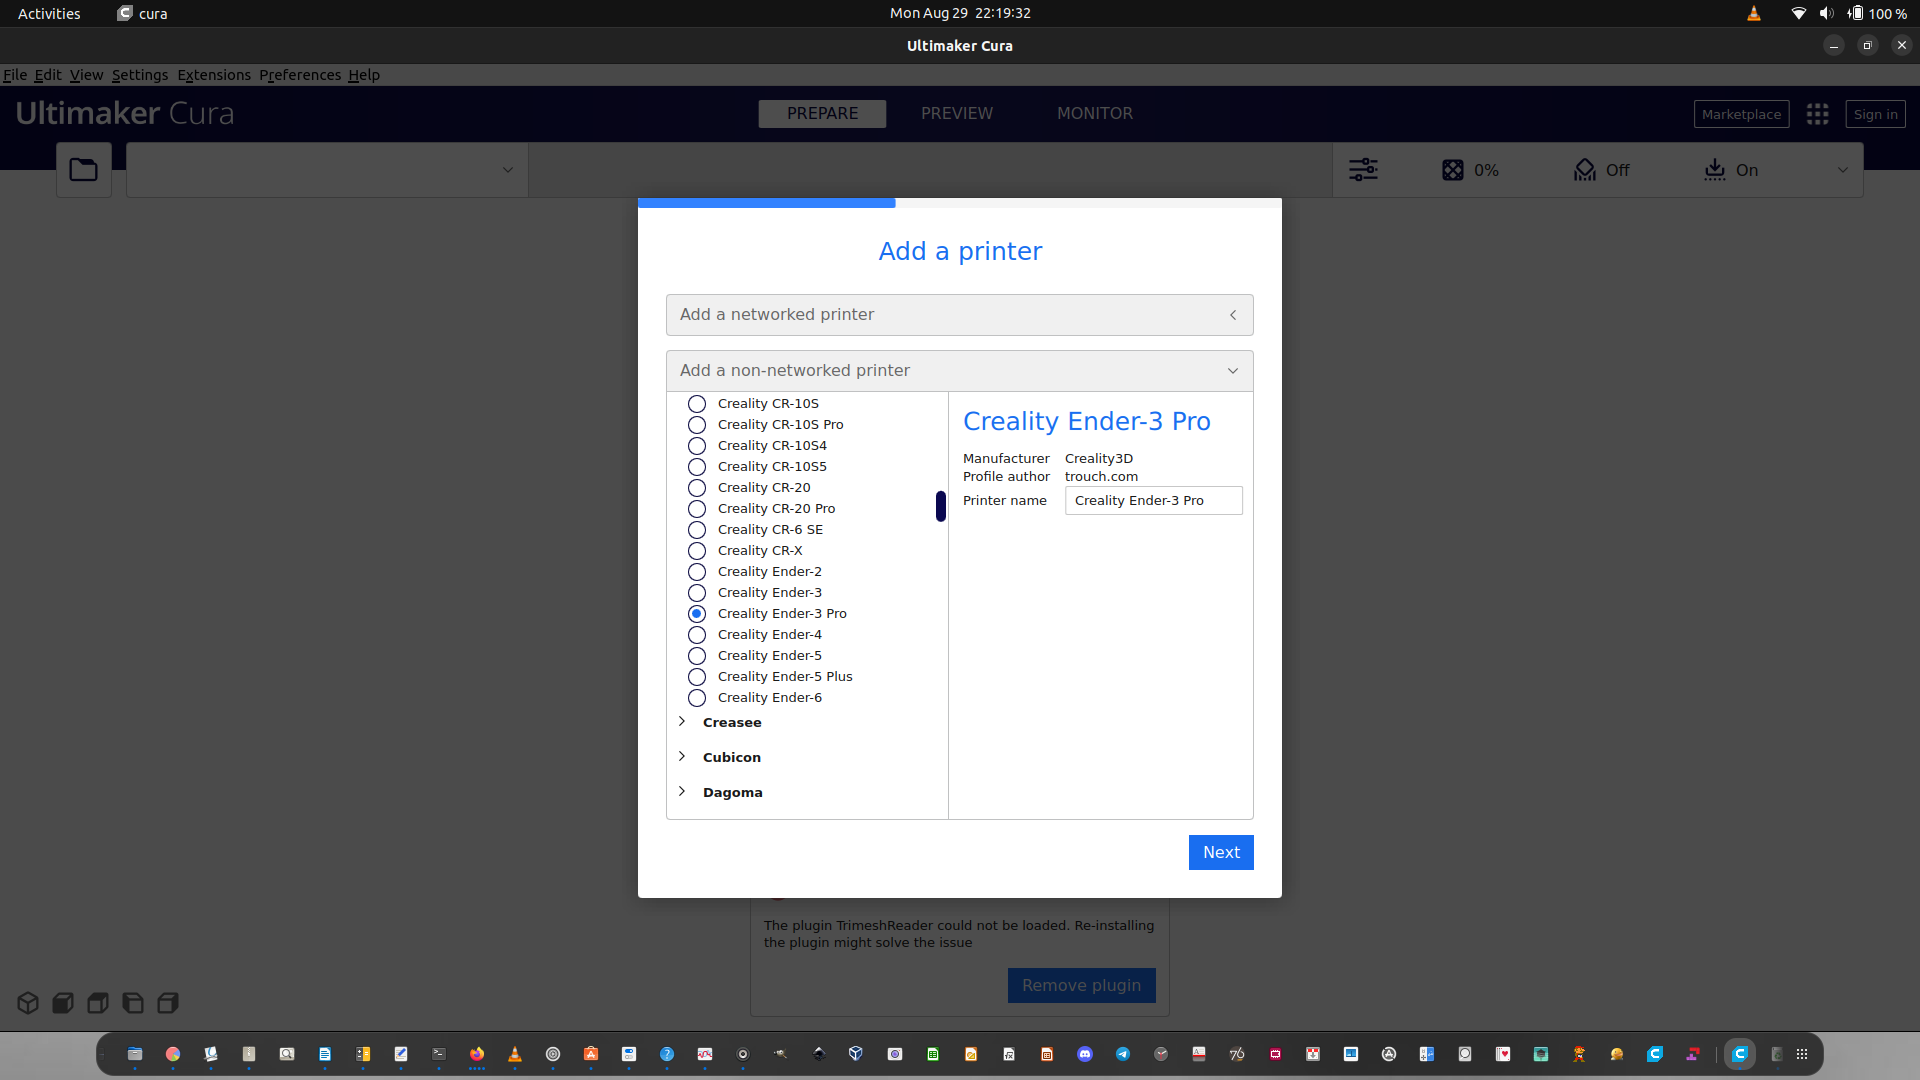 Activities cura Mon Aug 29 22:19:32 100 %
Ultimaker Cura
File Edit View Settings Extensions Preferences Help
Ultimaker Cura PREPARE PREVIEW MONITOR Marketplace Sign in
0% Off On
Add a printer
Add a networked printer
Add a non-networked printer
Creality CR-10S
Creality CR-10S Pro
Creality CR-10S4
Creality CR-10S5
Creality CR-20
Creality CR-20 Pro
Creality CR-6 SE
Creality CR-X
Creality Ender-2
Creality Ender-3
Creality Ender-3 Pro
Creality Ender-4
Creality Ender-5
Creality Ender-5 Plus
Creality Ender-6
Creasee
Cubicon
Dagoma
Creality Ender-3 Pro
Manufacturer Creality3D
Profile author trouch.com
Printer name Creality Ender-3 Pro
Next
The plugin TrimeshReader could not be loaded. Re-installing
the plugin might solve the issue
Remove plugin